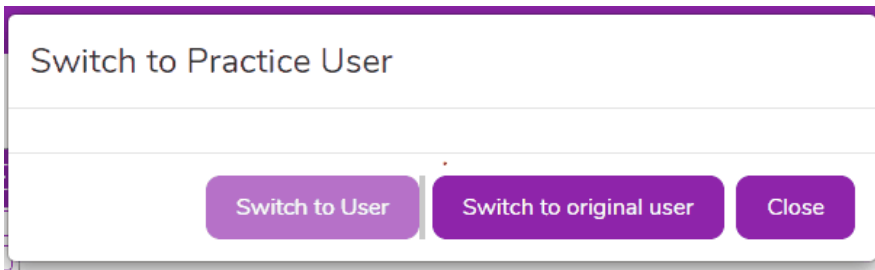 Switch to Practice User
Switch to User Switch to original user Close